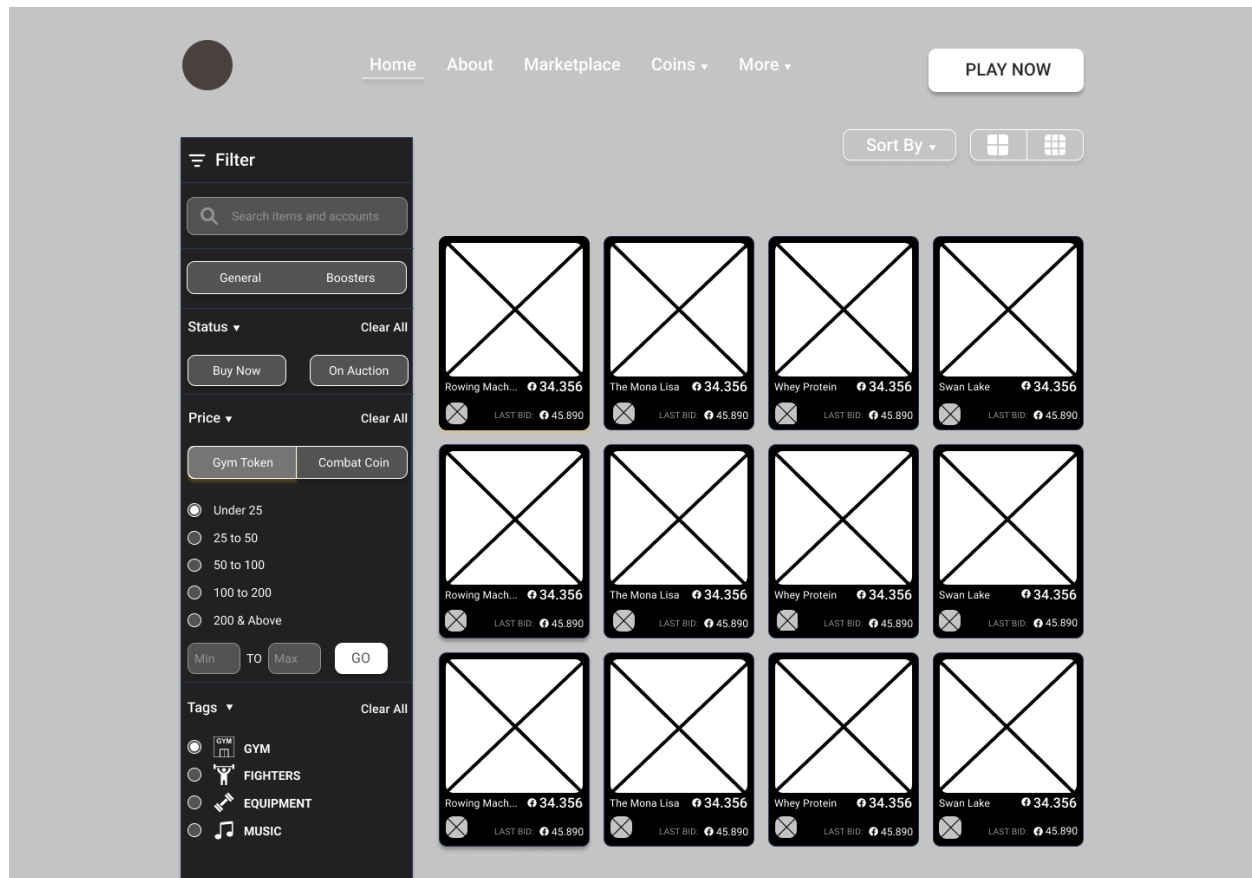 Home About Marketplace Coins ▾ More ▾ PLAY NOW
Sort By ▾
Filter
Search items and accounts
General Boosters
Status ▾ Clear All
Buy Now On Auction
Price ▾ Clear All
Gym Token Combat Coin
Under 25
25 to 50
50 to 100
100 to 200
200 & Above
Min TO Max GO
Tags ▾ Clear All
GYM GYM
FIGHTERS
EQUIPMENT
MUSIC
Rowing Mach... 34.356 The Mona Lisa 34.356 Whey Protein 34.356 Swan Lake 34.356
LAST BID: 45.890 LAST BID: 45.890 LAST BID: 45.890 LAST BID: 45.890
Rowing Mach... 34.356 The Mona Lisa 34.356 Whey Protein 34.356 Swan Lake 34.356
LAST BID: 45.890 LAST BID: 45.890 LAST BID: 45.890 LAST BID: 45.890
Rowing Mach... 34.356 The Mona Lisa 34.356 Whey Protein 34.356 Swan Lake 34.356
LAST BID: 45.890 LAST BID: 45.890 LAST BID: 45.890 LAST BID: 45.890